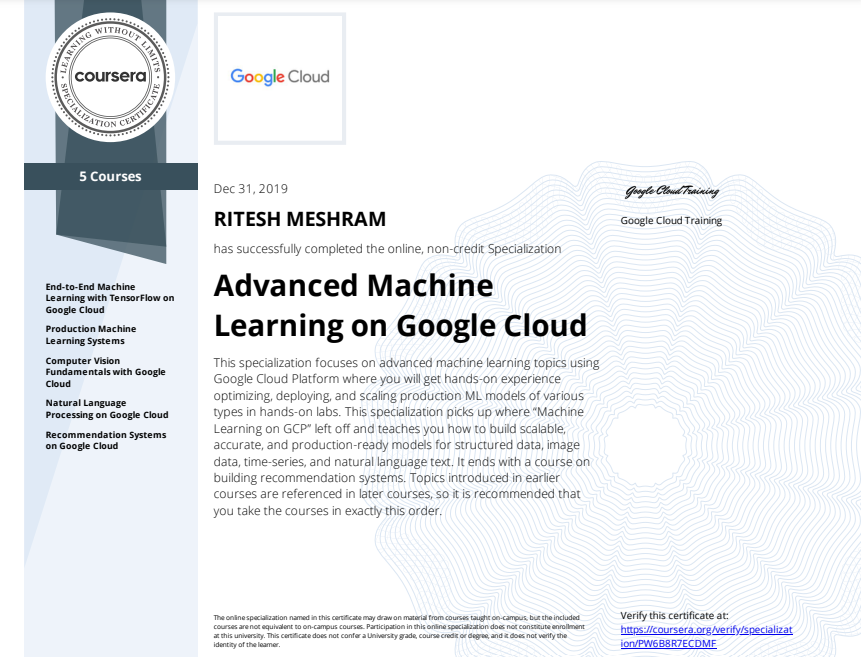 LEARNING WITHOUT LIMITS
coursera
SPECIALIZATION CERTIFICATE
5 Courses
End-to-End Machine
Learning with TensorFlow on
Google Cloud
Production Machine
Learning Systems
Computer Vision
Fundamentals with Google
Cloud
Natural Language
Processing on Google Cloud
Recommendation Systems
on Google Cloud
Google Cloud
Dec 31, 2019
RITESH MESHRAM
has successfully completed the online, non-credit Specialization
Advanced Machine
Learning on Google Cloud
This specialization focuses on advanced machine learning topics using
Google Cloud Platform where you will get hands-on experience
optimizing, deploying, and scaling production ML models of various
types in hands-on labs. This specialization picks up where “Machine
Learning on GCP” left off and teaches you how to build scalable,
accurate, and production-ready models for structured data, image
data, time-series, and natural language text. It ends with a course on
building recommendation systems. Topics introduced in earlier
courses are referenced in later courses, so it is recommended that
you take the courses in exactly this order.
Google Cloud Training
Google Cloud Training
The online specialization named in this certificate may draw on material from courses taught on-campus, but the included
courses are not equivalent to on-campus courses. Participation in this online specialization does not constitute enrollment
at this university. This certificate does not confer a University grade, course credit or degree, and it does not verify the
identity of the learner.
Verify this certificate at:
https://coursera.org/verify/specializat
ion/PW6B8R7ECDMF